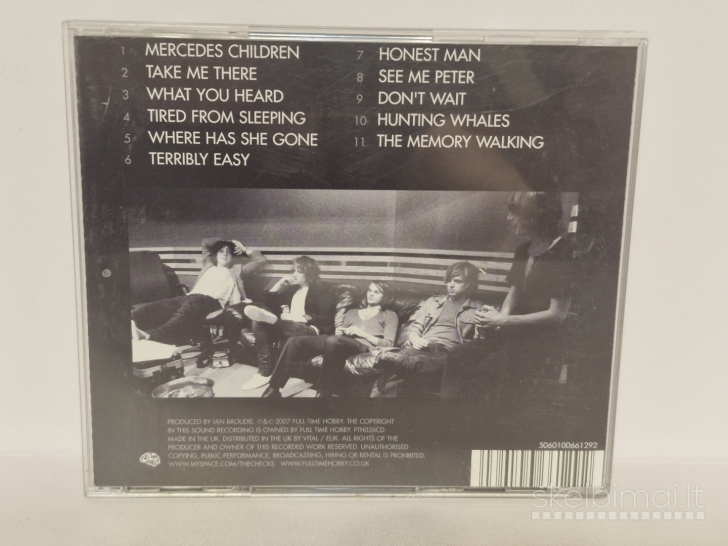 1 MERCEDES CHILDREN
2 TAKE ME THERE
3 WHAT YOU HEARD
4 TIRED FROM SLEEPING
5 WHERE HAS SHE GONE
6 TERRIBLY EASY
7 HONEST MAN
8 SEE ME PETER
9 DON'T WAIT
10 HUNTING WHALES
11 THE MEMORY WALKING
PRODUCED BY IAN BROUDIE. ℗&© 2007 FULL TIME HOBBY. THE COPYRIGHT
IN THIS SOUND RECORDING IS OWNED BY FULL TIME HOBBY. FTH026CD.
MADE IN THE UK. DISTRIBUTED IN THE UK BY VITAL / EUK. ALL RIGHTS OF THE
PRODUCER AND OWNER OF THIS RECORDED WORK RESERVED. UNAUTHORISED
COPYING, PUBLIC PERFORMANCE, BROADCASTING, HIRING OR RENTAL IS PROHIBITED.
WWW.MYSPACE.COM/THECHECKS WWW.FULLTIMEHOBBY.CO.UK
5060100661292
skelbimai.lt